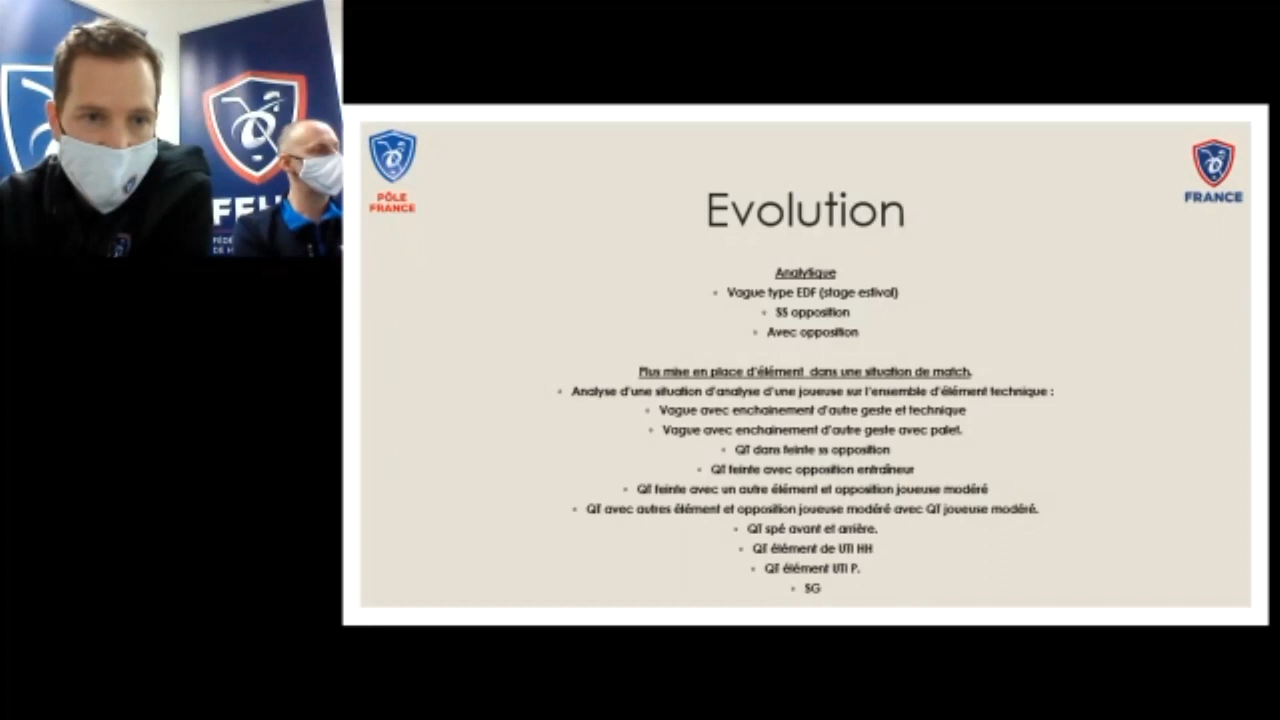 FFH
FÉDÉ
DE H
PÔLE
FRANCE
FRANCE
Evolution
Analytique
Vague type EDF (stage estival)
SS opposition
Avec opposition
Plus mise en place d'élément dans une situation de match.
Analyse d'une situation d'analyse d'une joueuse sur l'ensemble d'élément technique :
Vague avec enchainement d'autre geste et technique
Vague avec enchainement d'autre geste avec palet.
QT dans feinte ss opposition
QT feinte avec opposition entraîneur
QT feinte avec un autre élément et opposition joueuse modéré
QT avec autres élément et opposition joueuse modéré avec QT joueuse modéré.
QT spé avant et arrière.
QT élément de UTI HH
QT élément UTI P.
SG